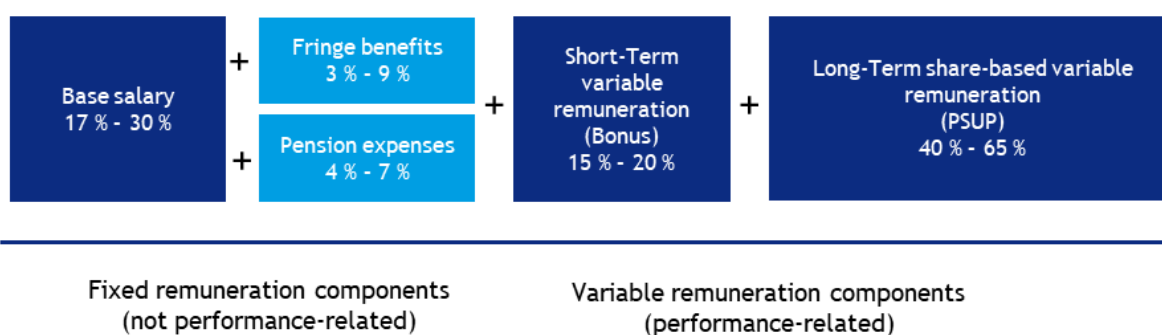 Base salary
17 % - 30 %
+
Fringe benefits
3 % - 9 %
+
Pension expenses
4 % - 7 %
+
Short-Term
variable
remuneration
(Bonus)
15 % - 20 %
+
Long-Term share-based variable
remuneration
(PSUP)
40 % - 65 %
Fixed remuneration components
(not performance-related)
Variable remuneration components
(performance-related)